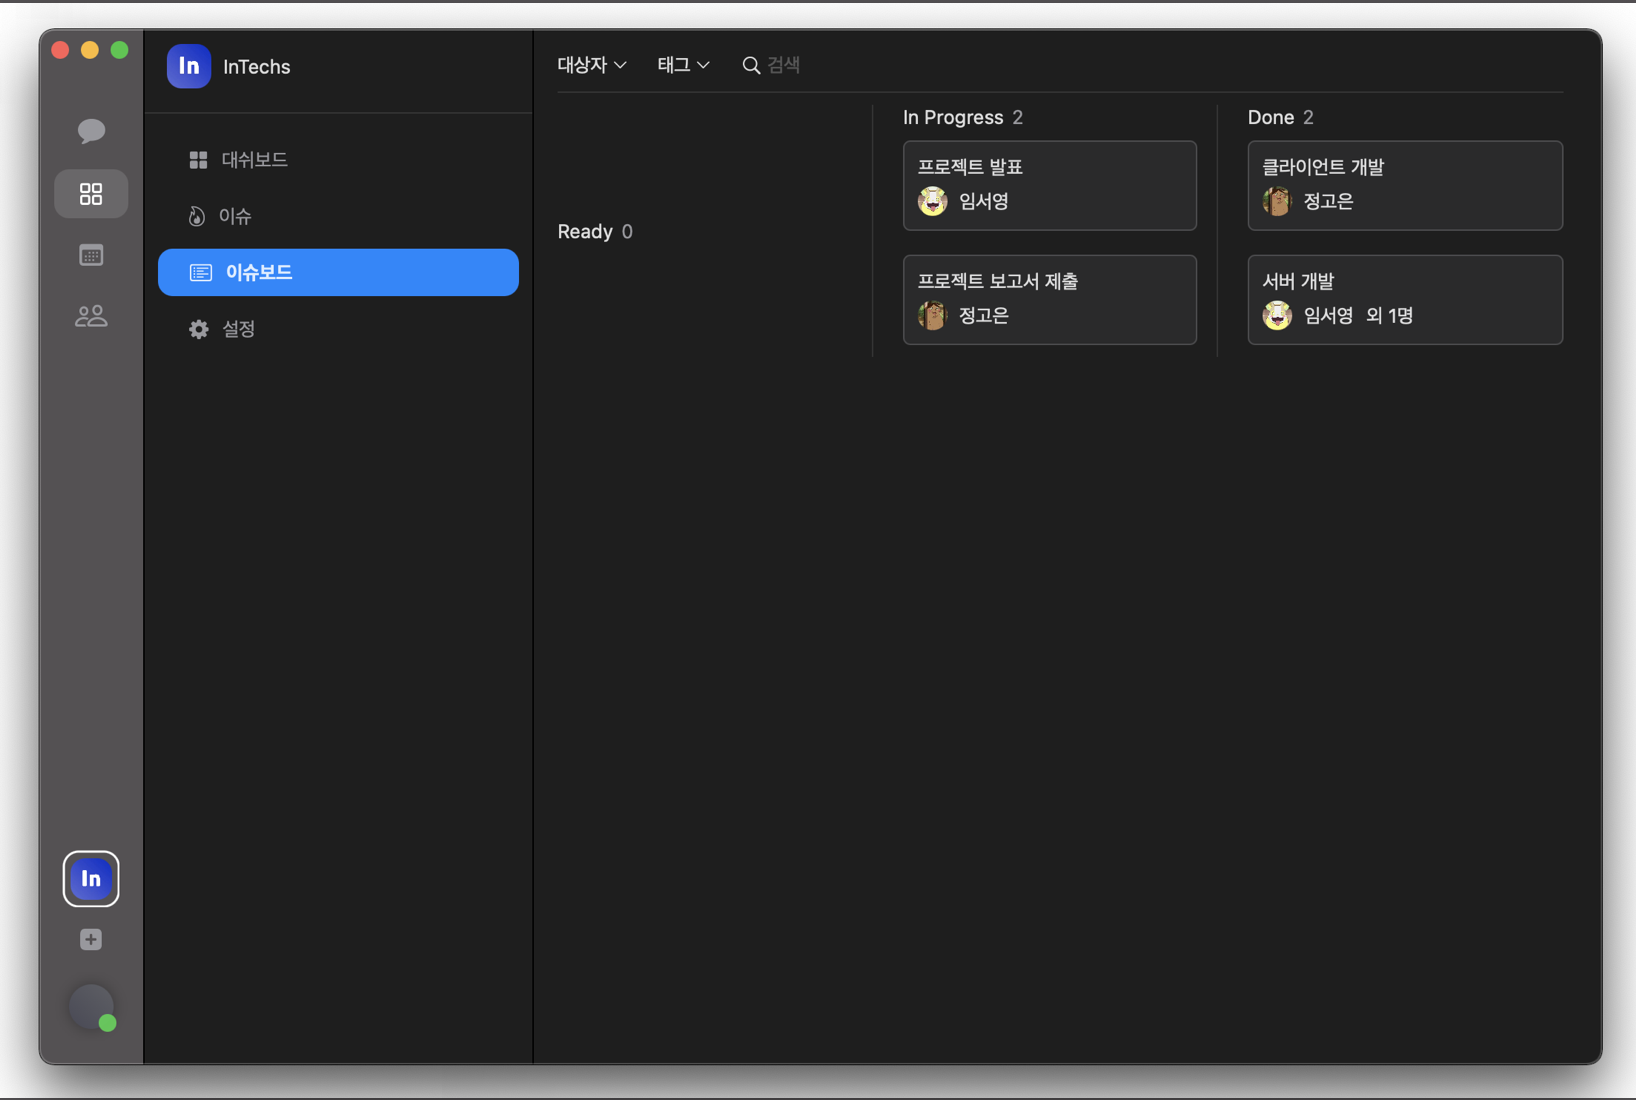 In InTechs
대쉬보드
이슈
이슈보드
설정
In
대상자 태그 검색
Ready 0
In Progress 2
프로젝트 발표
임서영
프로젝트 보고서 제출
정고은
Done 2
클라이언트 개발
정고은
서버 개발
임서영 외 1명